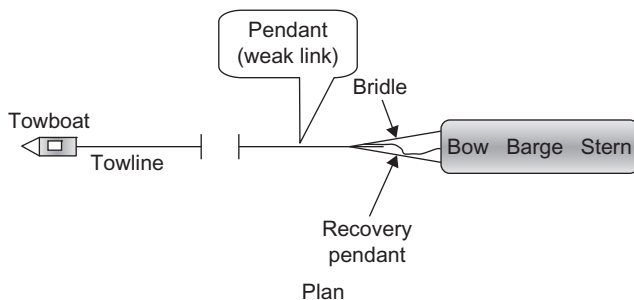 Pendant
(weak link)
Bridle
Towboat
Towline
Bow Barge Stern
Recovery
pendant
Plan